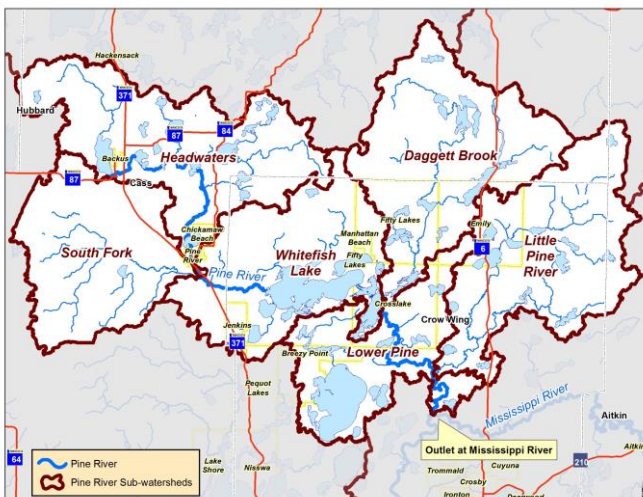 Hackensack
371
Hubbard
84
87
Backus
Headwaters
Daggett Brook
87
Cass
Chickamaw
Beach
Fifty Lakes
Emily
Manhattan
Beach
South Fork
Pine
River
Whitefish
Lake
Fifty
Lakes
6
Little
Pine
River
Pine River
Crosslake
Jenkins
Crow Wing
371
Breezy Point
Lower Pine
Pequot
Lakes
Mississippi River
Aitkin
Outlet at Mississippi River
64
Pine River
Pine River Sub-watersheds
Lake
Shore
Nisswa
Trommald
Cuyuna
Crosby
Ironton
Aitkin
210